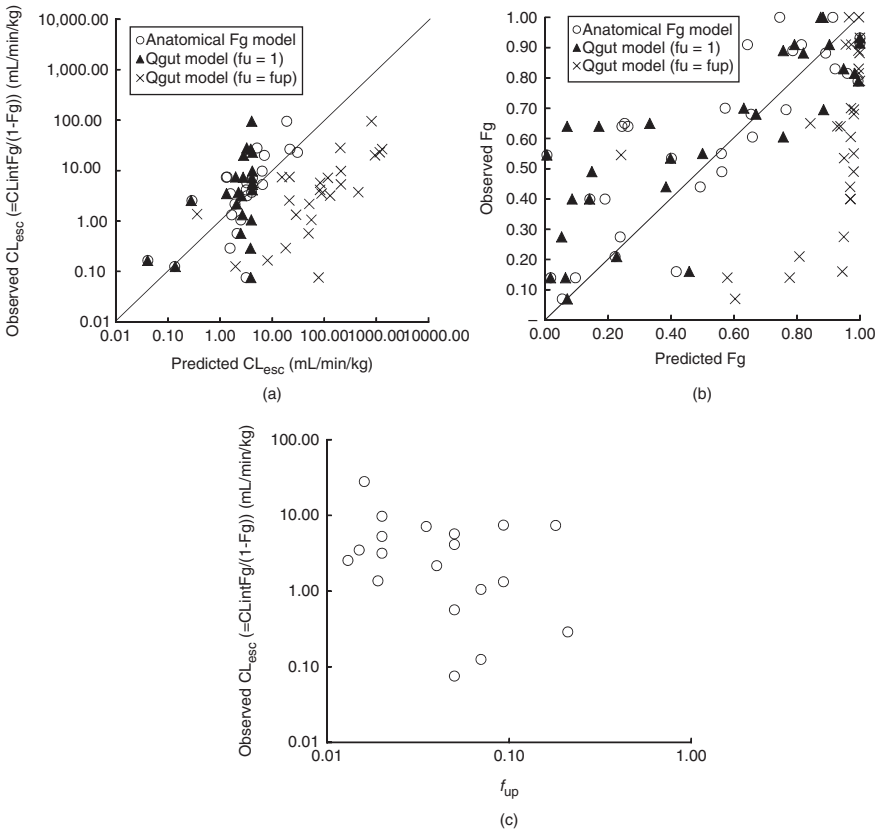 Observed CLesc (=CLintFg/(1-Fg)) (mL/min/kg)
10,000.00
1,000.00
100.00
10.00
1.00
0.10
0.01
Anatomical Fg model
Qgut model (fu = 1)
Qgut model (fu = fup)
0.01 0.10 1.00 10.00 100.00 1000.00 10000.00
Predicted CLesc (mL/min/kg)
(a)
Observed Fg
1.00
0.90
0.80
0.70
0.60
0.50
0.40
0.30
0.20
0.10
–
Anatomical Fg model
Qgut model (fu = 1)
Qgut model (fu = fup)
0.00 0.20 0.40 0.60 0.80 1.00
Predicted Fg
(b)
Observed CLesc (=CLintFg/(1-Fg)) (mL/min/kg)
100.00
10.00
1.00
0.10
0.01
0.01 0.10 1.00
fup
(c)